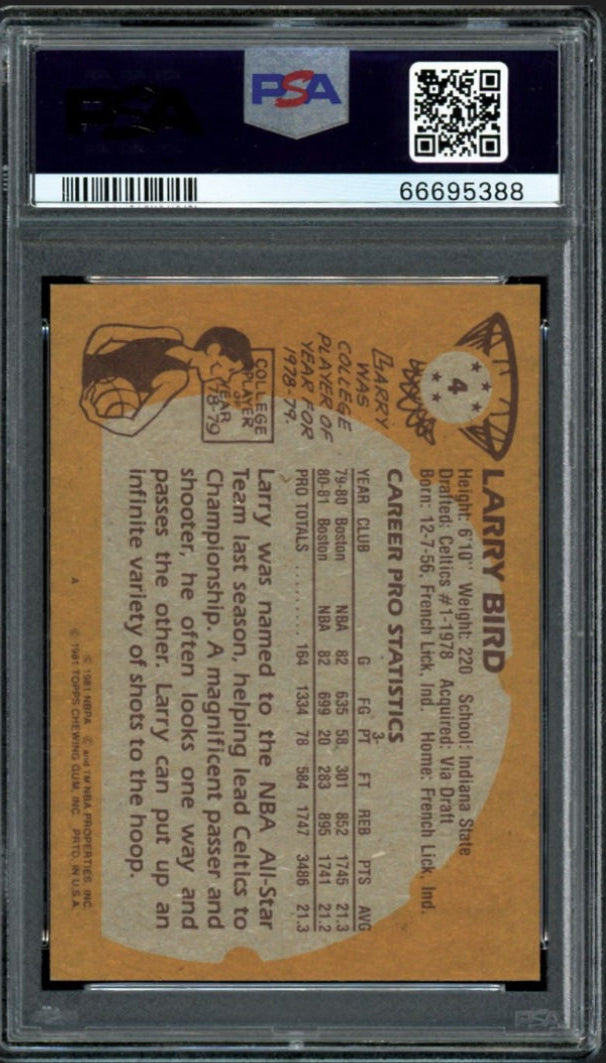 PSA
PSA
66695388
4
LARRY BIRD
Height: 6'10" Weight: 220 School: Indiana State
Drafted: Celtics #1-1978 Acquired: Via Draft
Born: 12-7-56, French Lick, Ind. Home: French Lick, Ind.
CAREER PRO STATISTICS
3-
YEAR CLUB G FG PT FT REB PTS AVG
79-80 Boston NBA 82 635 58 301 852 1745 21.3
80-81 Boston NBA 82 699 20 283 895 1741 21.2
PRO TOTALS .......... 164 1334 78 584 1747 3486 21.3
LARRY
WAS
COLLEGE
PLAYER OF
YEAR FOR
1978-79.
COLLEGE
PLAYER
OF
YEAR
78-79
Larry was named to the NBA All-Star
Team last season, helping lead Celtics to
Championship. A magnificent passer and
shooter, he often looks one way and
passes the other. Larry can put up an
infinite variety of shots to the hoop.
© 1981 NBPA © and TM NBA PROPERTIES, INC.
A © 1981 TOPPS CHEWING GUM, INC. PRTD. IN U.S.A.
PSA